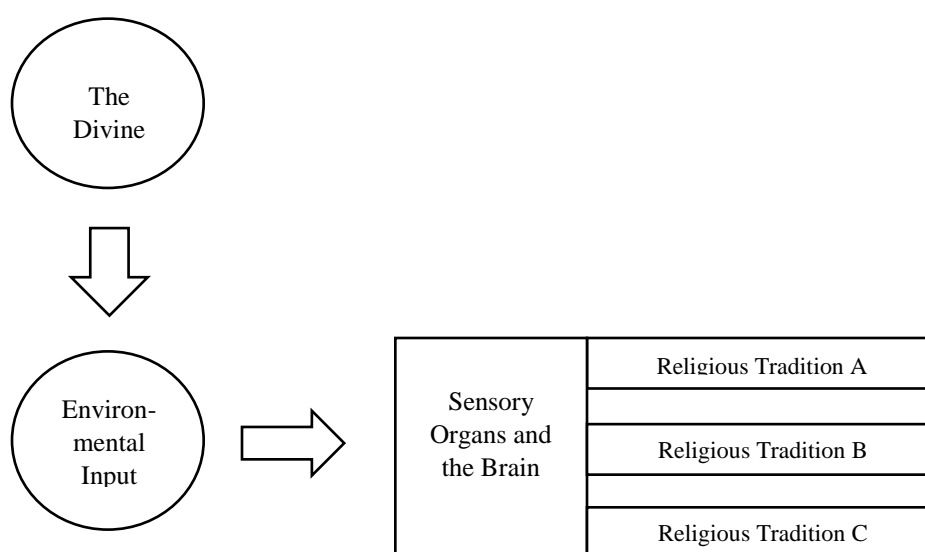 The
Divine
Environ-
mental
Input
Sensory
Organs and
the Brain
Religious Tradition A
Religious Tradition B
Religious Tradition C